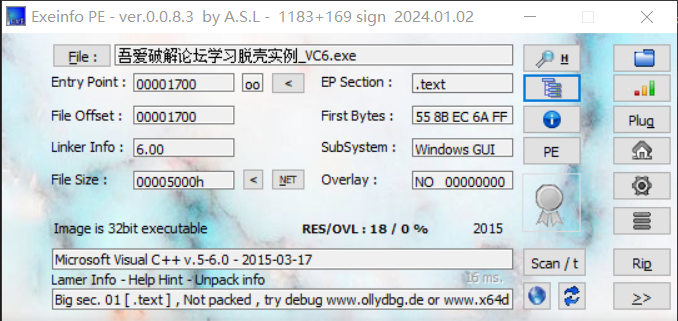 Exeinfo PE - ver.0.0.8.3 by A.S.L - 1183+169 sign 2024.01.02
File : 吾爱破解论坛学习脱壳实例_VC6.exe H
Entry Point : 00001700 oo < EP Section : .text
File Offset : 00001700 First Bytes : 55 8B EC 6A FF Plug
Linker Info : 6.00 SubSystem : Windows GUI PE
File Size : 00005000h < NET Overlay : NO 00000000
Image is 32bit executable RES/OVL : 18 / 0 % 2015
Microsoft Visual C++ v.5-6.0 - 2015-03-17 Scan / t Rip
Lamer Info - Help Hint - Unpack info 16 ms.
Big sec. 01 [ .text ] , Not packed , try debug www.ollydbg.de or www.x64d >>